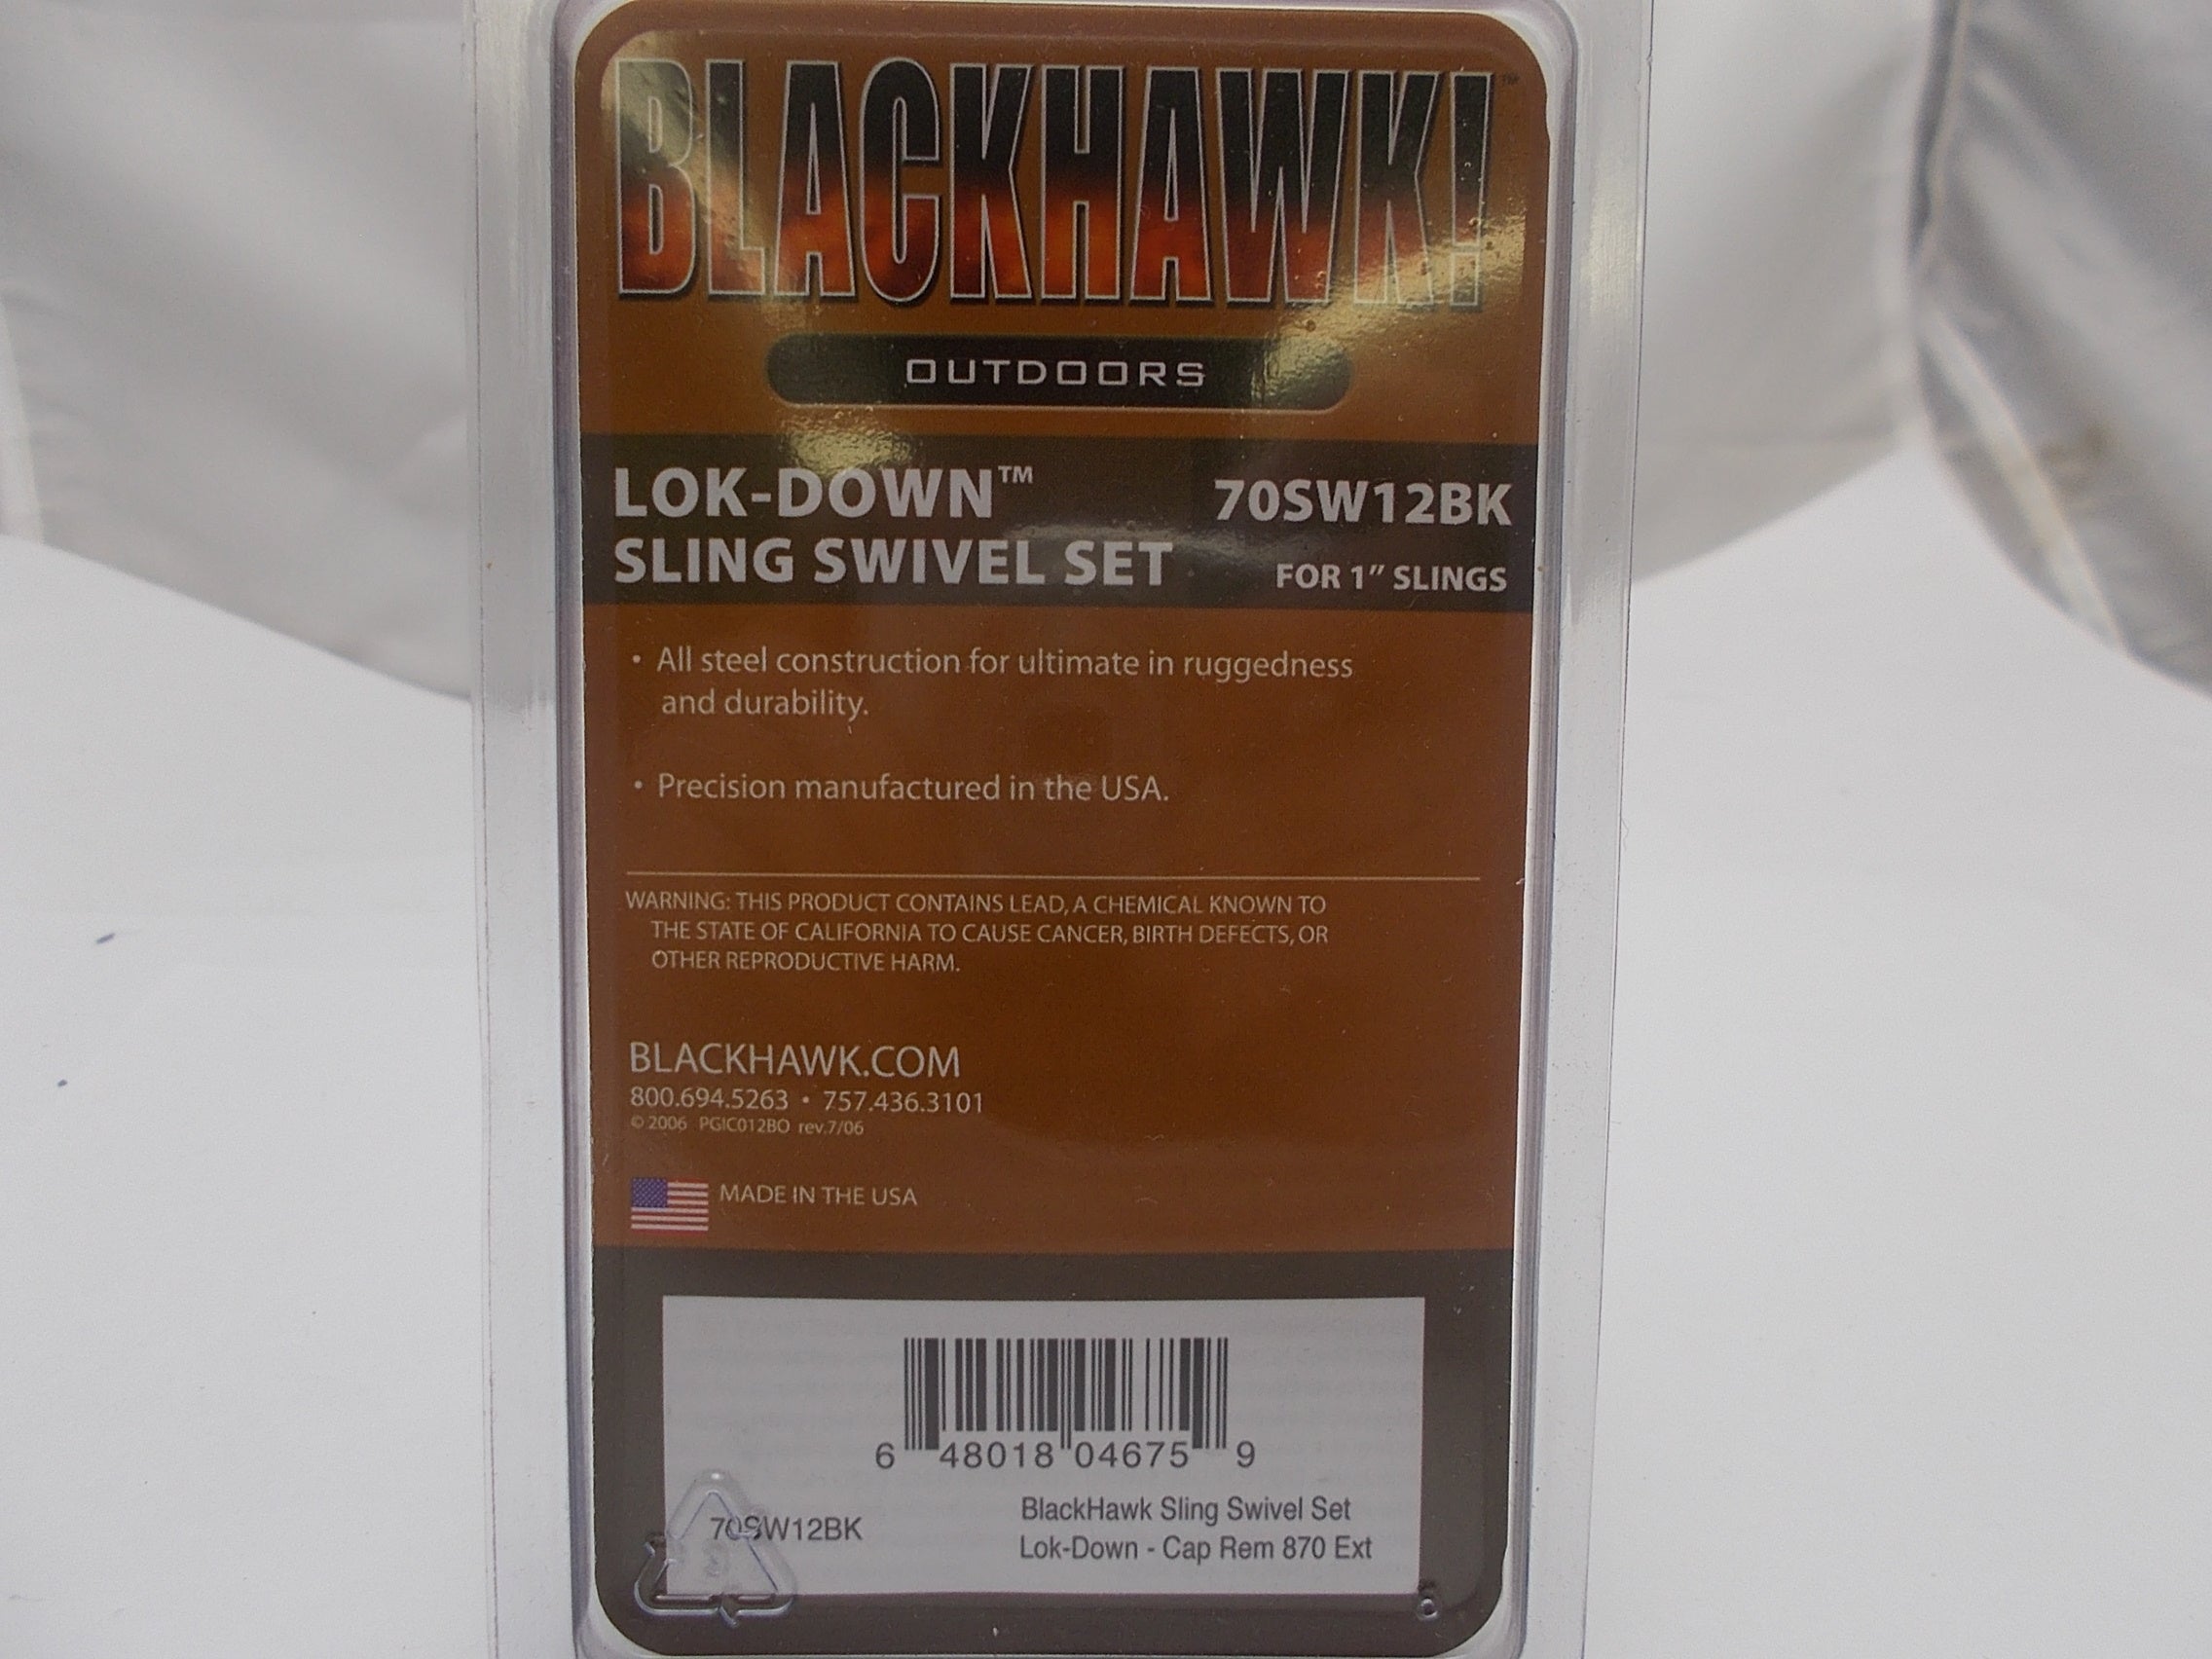 BLACKHAWK!™
OUTDOORS
LOK-DOWN™ 70SW12BK
SLING SWIVEL SET FOR 1" SLINGS
• All steel construction for ultimate in ruggedness
and durability.
• Precision manufactured in the USA.
WARNING: THIS PRODUCT CONTAINS LEAD, A CHEMICAL KNOWN TO
THE STATE OF CALIFORNIA TO CAUSE CANCER, BIRTH DEFECTS, OR
OTHER REPRODUCTIVE HARM.
BLACKHAWK.COM
800.694.5263 • 757.436.3101
© 2006 PGIC012BO rev.7/06
MADE IN THE USA
6 48018 04675 9
BlackHawk Sling Swivel Set
70SW12BK
Lok-Down - Cap Rem 870 Ext